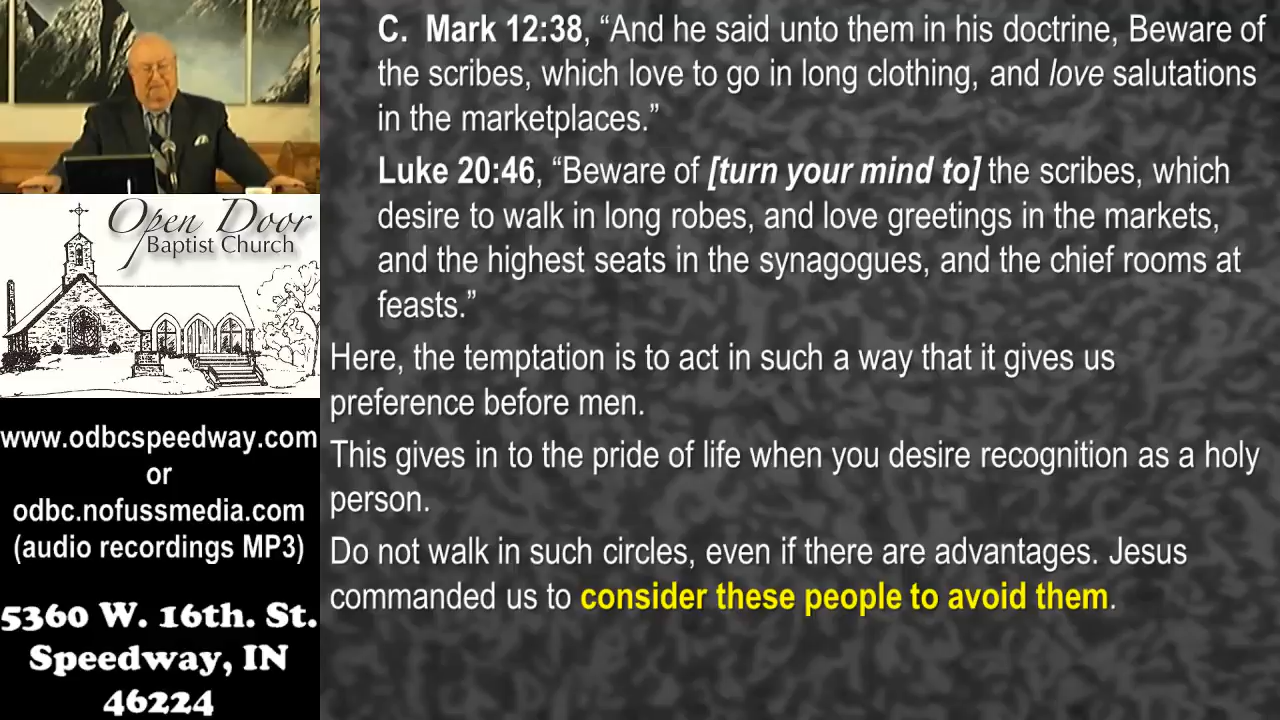 C. Mark 12:38, “And he said unto them in his doctrine, Beware of
the scribes, which love to go in long clothing, and love salutations
in the marketplaces.”
Luke 20:46, “Beware of [turn your mind to] the scribes, which
desire to walk in long robes, and love greetings in the markets,
and the highest seats in the synagogues, and the chief rooms at
feasts.”
Here, the temptation is to act in such a way that it gives us
preference before men.
This gives in to the pride of life when you desire recognition as a holy
person.
Do not walk in such circles, even if there are advantages. Jesus
commanded us to consider these people to avoid them.
Open Door
Baptist Church
www.odbcspeedway.com
or
odbc.nofussmedia.com
(audio recordings MP3)
5360 W. 16th. St.
Speedway, IN
46224